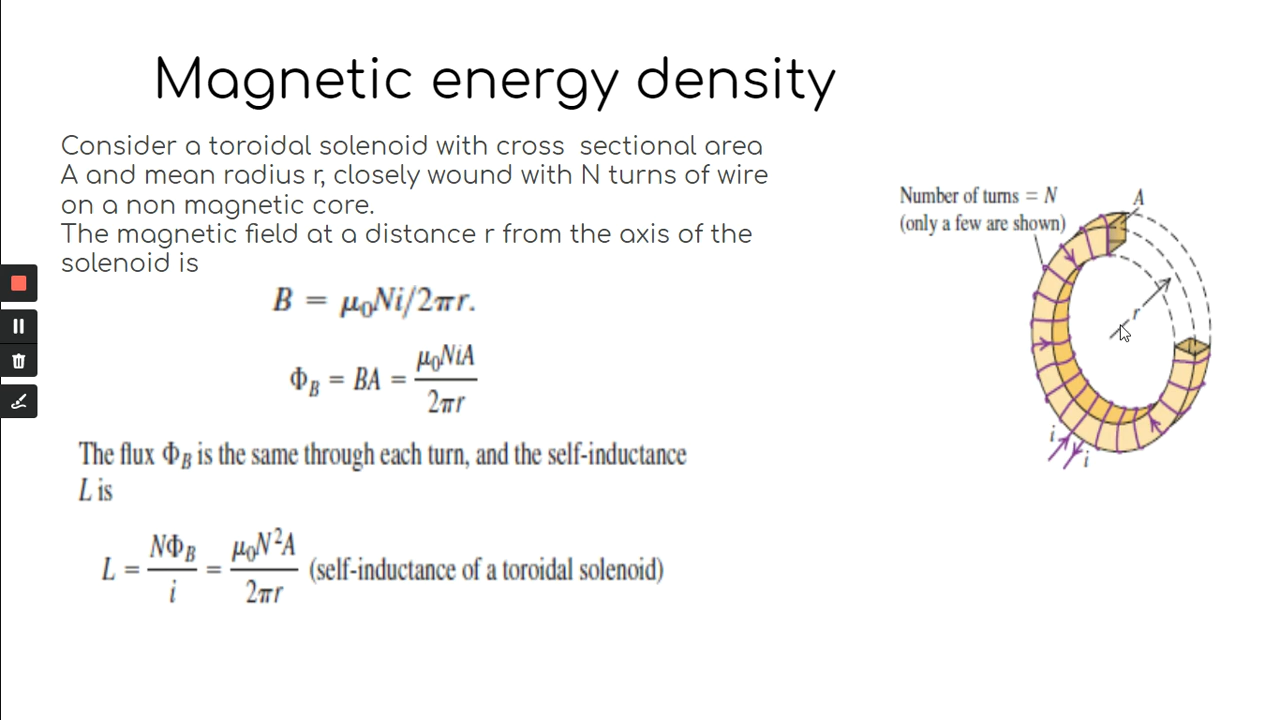 Magnetic energy density
Consider a toroidal solenoid with cross sectional area
A and mean radius r, closely wound with N turns of wire
on a non magnetic core.
The magnetic field at a distance r from the axis of the
solenoid is
B = μ₀Ni/2πr.
Φ_B = BA = μ₀NiA / 2πr
The flux Φ_B is the same through each turn, and the self-inductance
L is
L = NΦ_B / i = μ₀N²A / 2πr (self-inductance of a toroidal solenoid)
Number of turns = N
(only a few are shown)
A
r
i
i